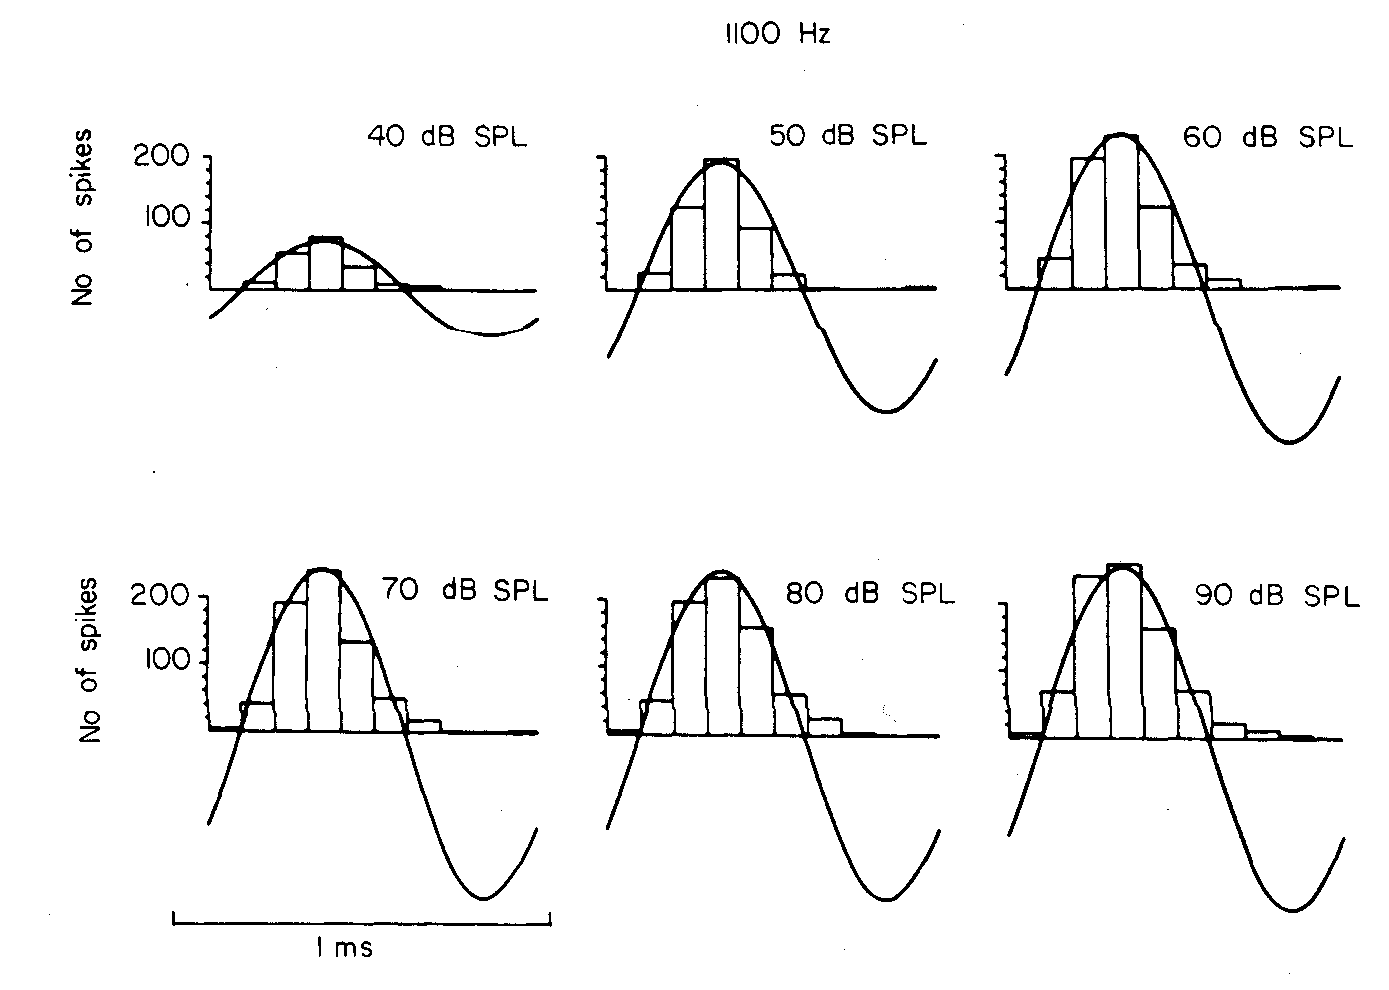 1100 Hz
40 dB SPL
50 dB SPL
60 dB SPL
No of spikes
200
100
70 dB SPL
80 dB SPL
90 dB SPL
No of spikes
200
100
1 ms